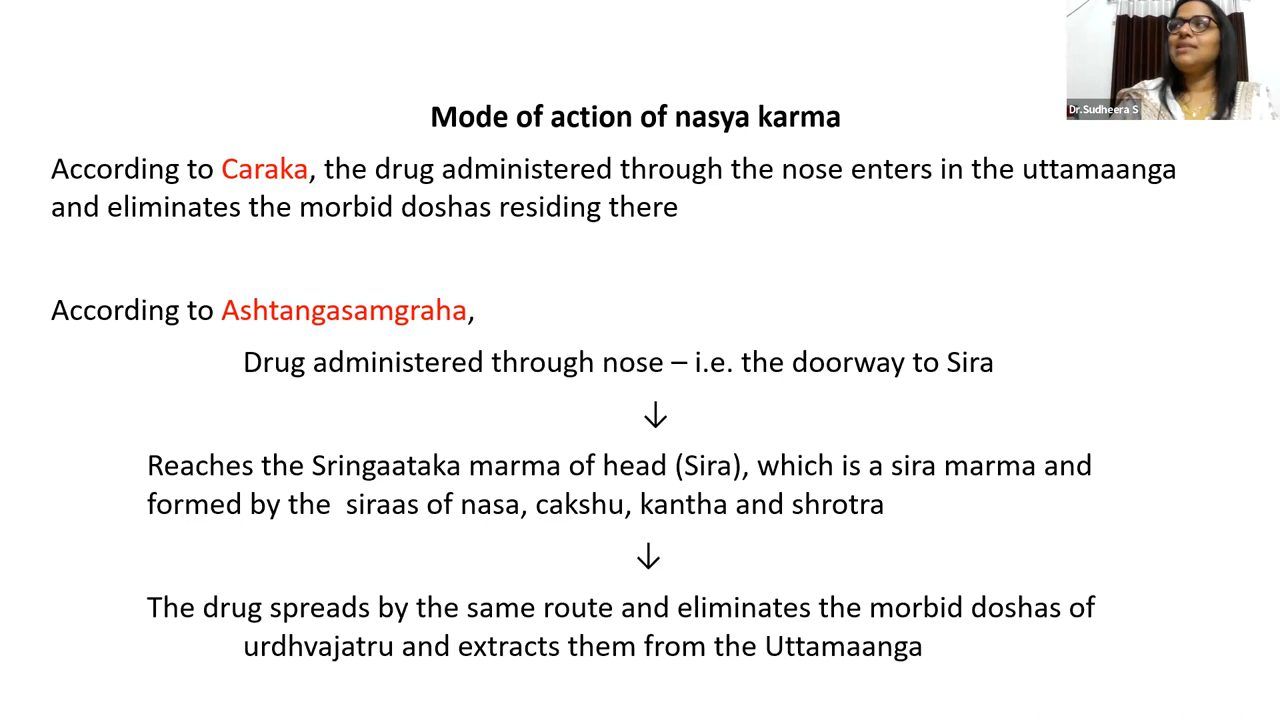 Dr.Sudheera S
Mode of action of nasya karma
According to Caraka, the drug administered through the nose enters in the uttamaanga
and eliminates the morbid doshas residing there
According to Ashtangasamgraha,
Drug administered through nose – i.e. the doorway to Sira
↓
Reaches the Sringaataka marma of head (Sira), which is a sira marma and
formed by the siraas of nasa, cakshu, kantha and shrotra
↓
The drug spreads by the same route and eliminates the morbid doshas of
urdhvajatru and extracts them from the Uttamaanga